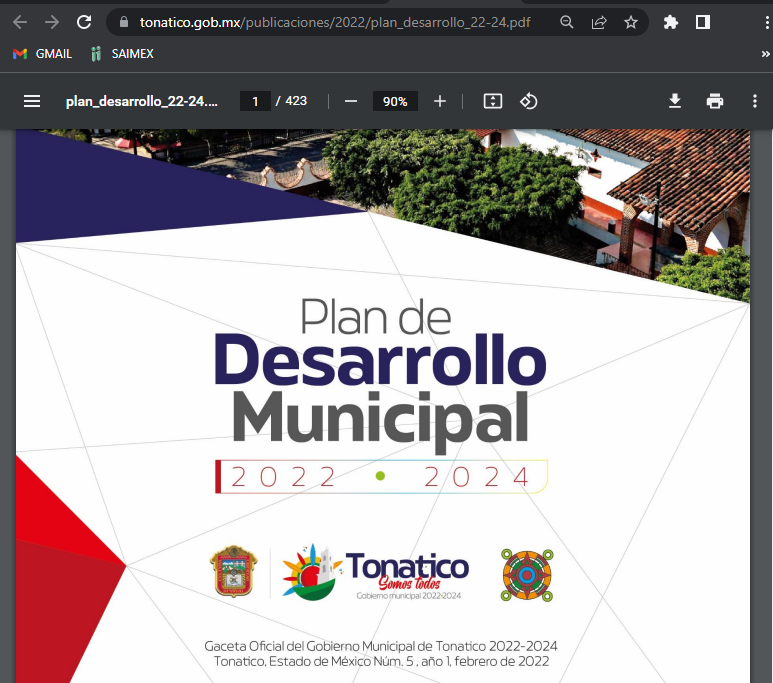 tonatico.gob.mx/publicaciones/2022/plan_desarrollo_22-24.pdf
GMAIL
SAIMEX
»
plan_desarrollo_22-24....
1 / 423
90%
Plan de
Desarrollo
Municipal
2022 • 2024
Tonatico
Somos Todos
Gobierno municipal 2022-2024
Gaceta Oficial del Gobierno Municipal de Tonatico 2022-2024
Tonatico, Estado de México Núm. 5 , año 1, febrero de 2022